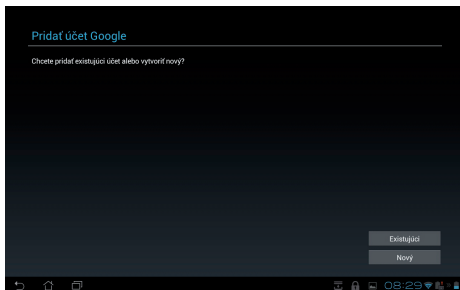 Pridať účet Google
Chcete pridať existujúci účet alebo vytvoriť nový?
Existujúci
Nový
08:29